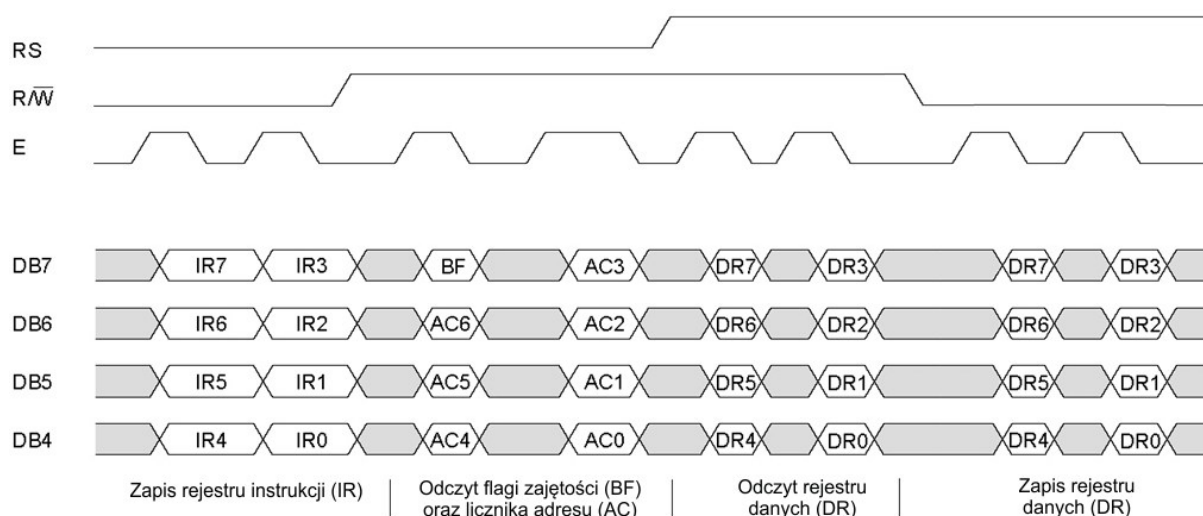 RS
R/W̅
E
DB7 IR7 IR3 BF AC3 DR7 DR3 DR7 DR3
DB6 IR6 IR2 AC6 AC2 DR6 DR2 DR6 DR2
DB5 IR5 IR1 AC5 AC1 DR5 DR1 DR5 DR1
DB4 IR4 IR0 AC4 AC0 DR4 DR0 DR4 DR0
Zapis rejestru instrukcji (IR)
Odczyt flagi zajętości (BF)
oraz licznika adresu (AC)
Odczyt rejestru
danych (DR)
Zapis rejestru
danych (DR)